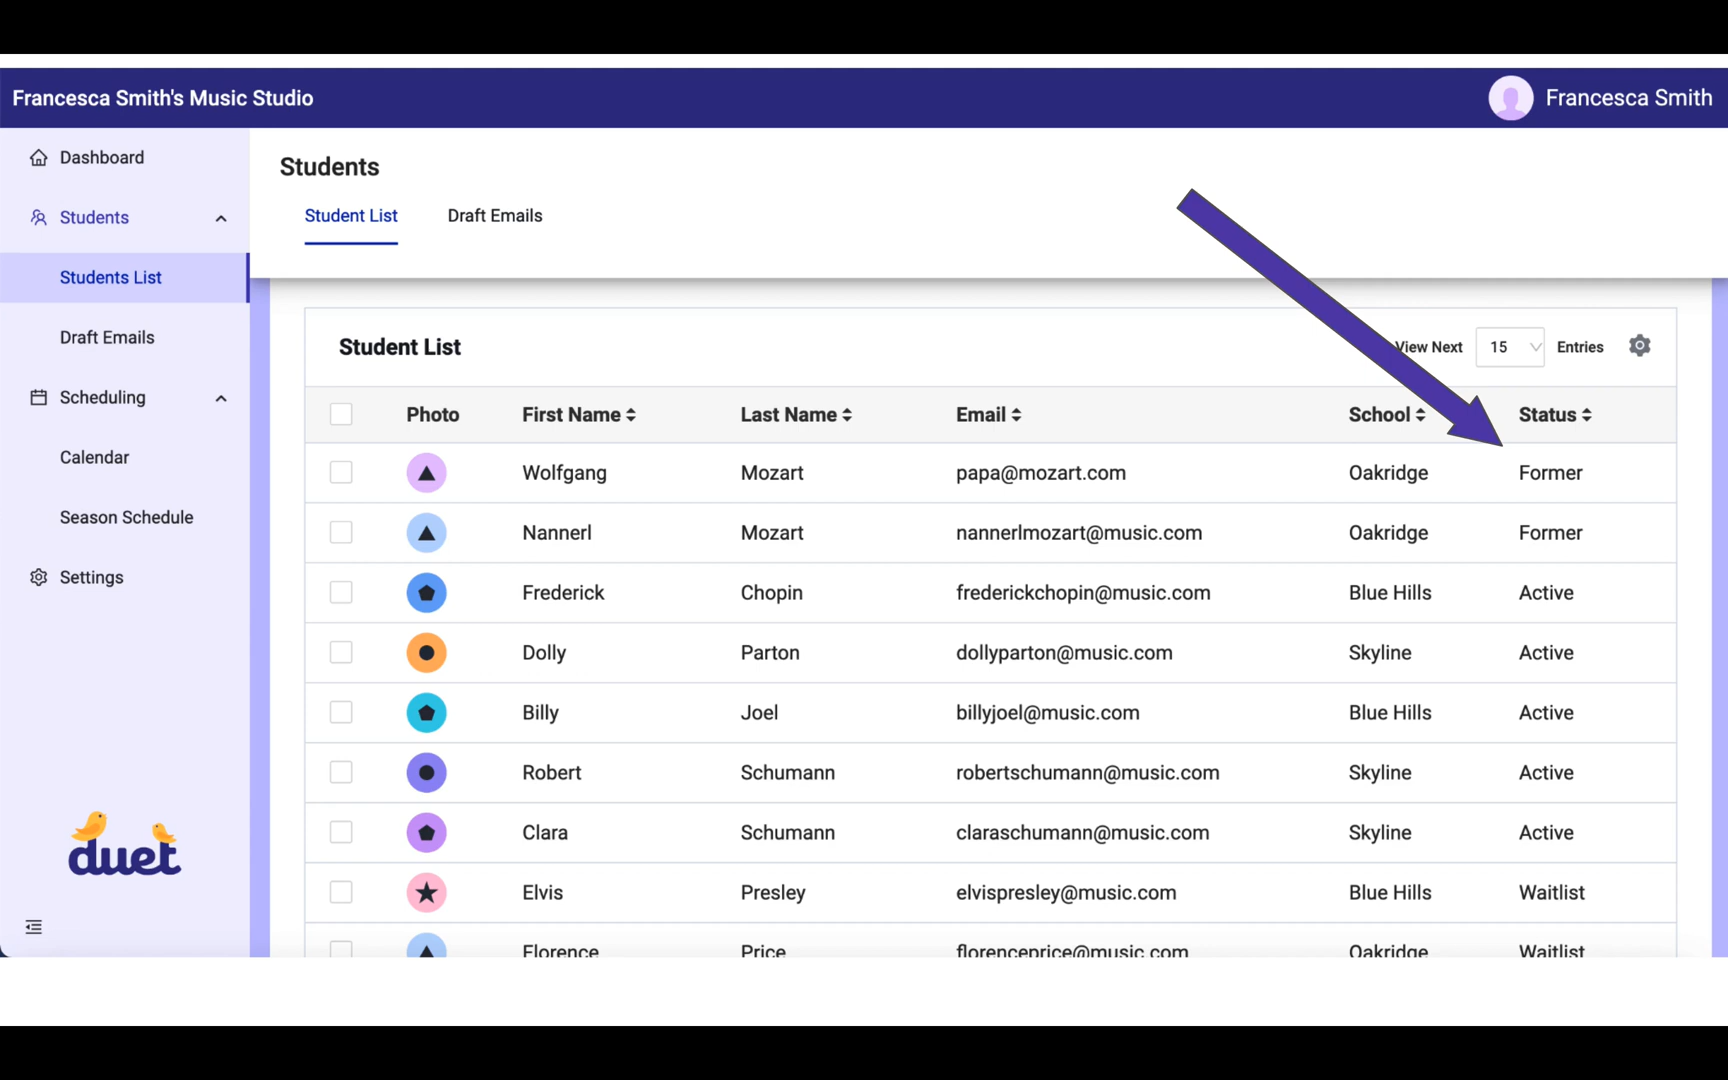 Francesca Smith's Music Studio
Francesca Smith
Dashboard
Students
Students List
Draft Emails
Scheduling
Calendar
Season Schedule
Settings
duet
Students
Student List Draft Emails
Student List
View Next 15 Entries
Photo First Name Last Name Email School Status
Wolfgang Mozart papa@mozart.com Oakridge Former
Nannerl Mozart nannerlmozart@music.com Oakridge Former
Frederick Chopin frederickchopin@music.com Blue Hills Active
Dolly Parton dollyparton@music.com Skyline Active
Billy Joel billyjoel@music.com Blue Hills Active
Robert Schumann robertschumann@music.com Skyline Active
Clara Schumann claraschumann@music.com Skyline Active
Elvis Presley elvispresley@music.com Blue Hills Waitlist
Florence Price florenceprice@music.com Oakridge Waitlist